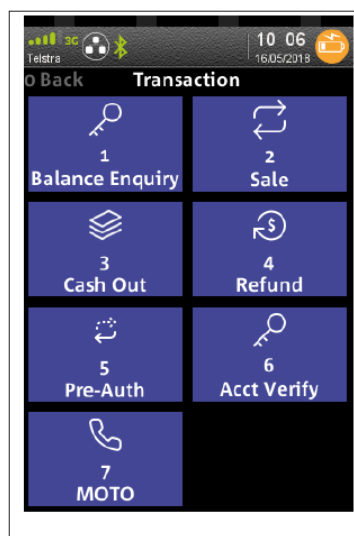 3G
10 06
Telstra
16/05/2018
o Back Transaction
1
Balance Enquiry
2
Sale
3
Cash Out
4
Refund
5
Pre-Auth
6
Acct Verify
7
MOTO